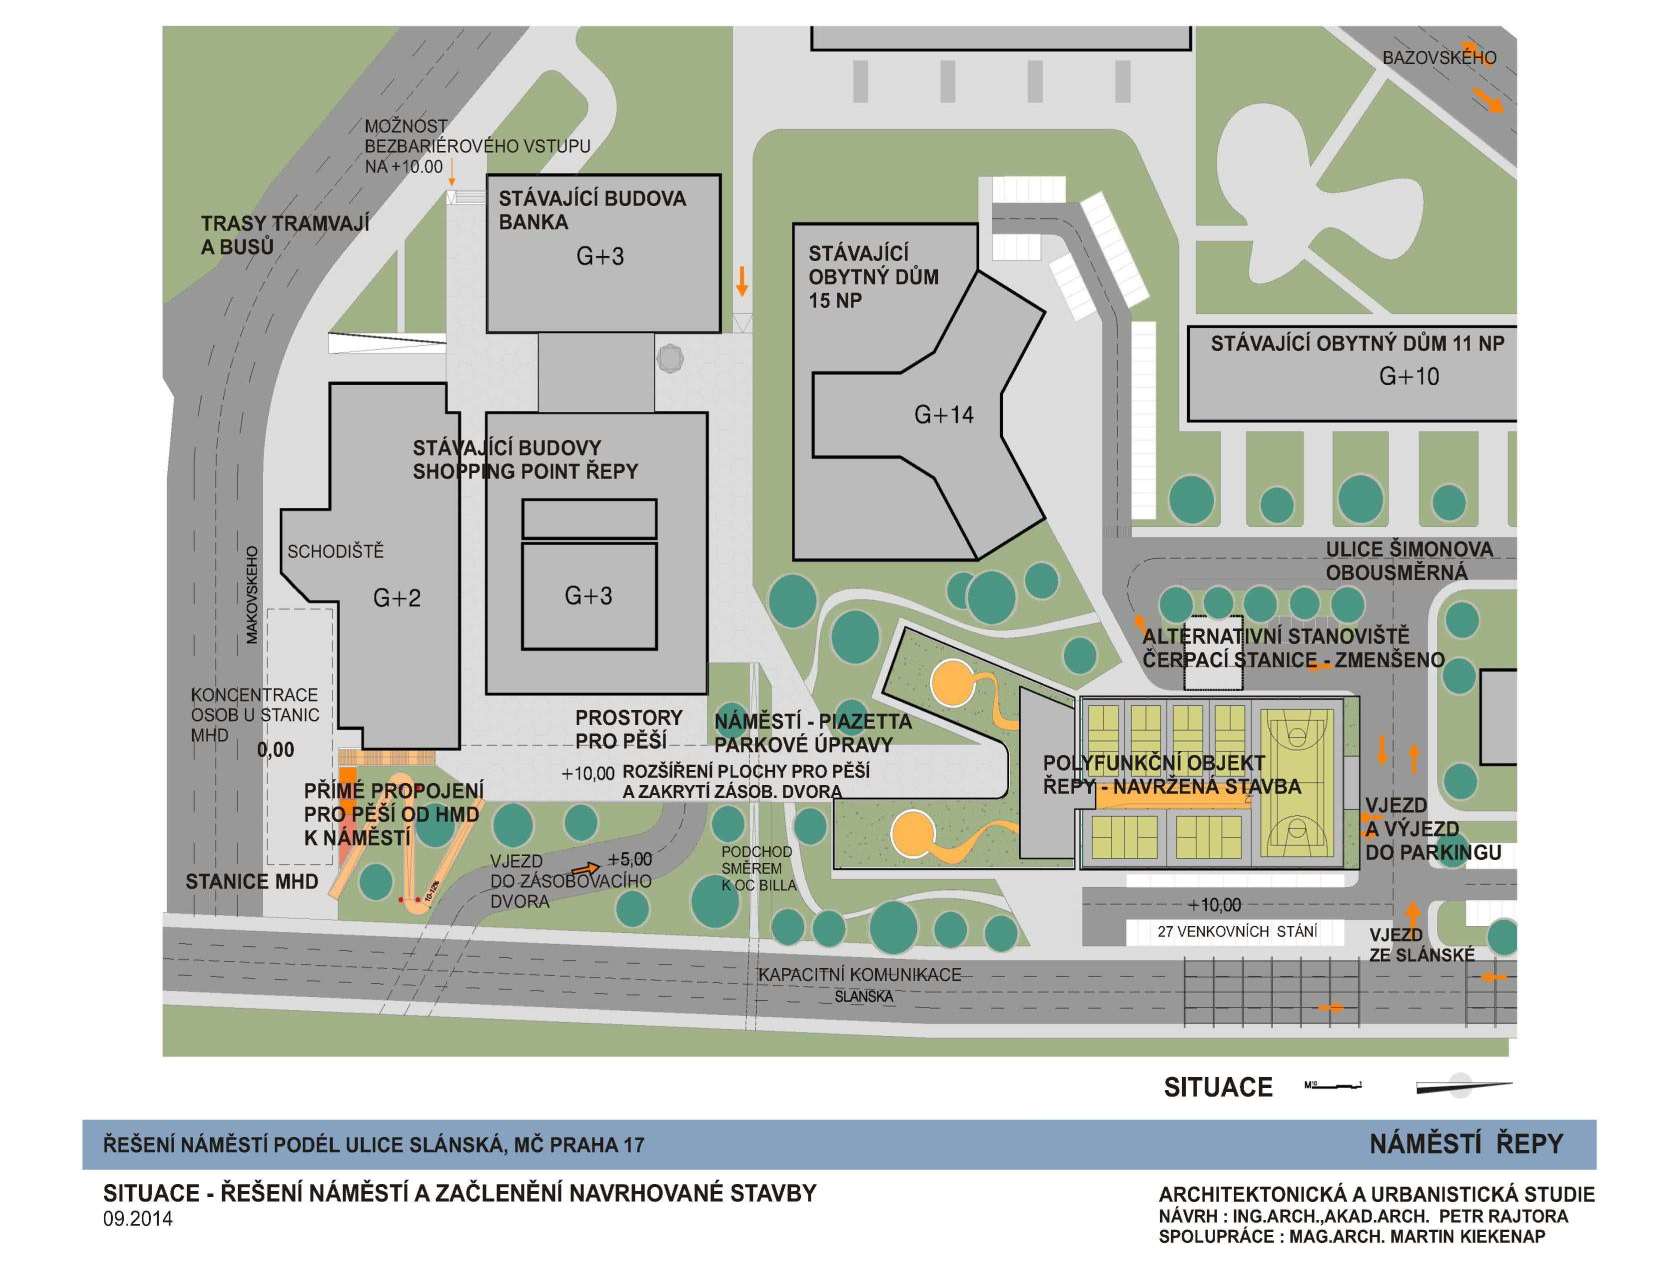 BAZOVSKÉHO
MOŽNOST
BEZBARIÉROVÉHO VSTUPU
NA +10.00
TRASY TRAMVAJÍ
A BUSŮ
STÁVAJÍCÍ BUDOVA
BANKA
G+3
STÁVAJÍCÍ
OBYTNÝ DŮM
15 NP
G+14
STÁVAJÍCÍ OBYTNÝ DŮM 11 NP
G+10
STÁVAJÍCÍ BUDOVY
SHOPPING POINT ŘEPY
SCHODIŠTĚ
G+2
G+3
MAKOVSKEHO
ULICE ŠIMONOVA
OBOUSMĚRNÁ
ALTERNATIVNÍ STANOVIŠTĚ
ČERPACÍ STANICE - ZMENŠENO
KONCENTRACE
OSOB U STANIC
MHD
0,00
PROSTORY
PRO PĚŠÍ
NÁMĚSTÍ - PIAZETTA
PARKOVÉ ÚPRAVY
+10,00 ROZŠÍŘENÍ PLOCHY PRO PĚŠÍ
A ZAKRYTÍ ZÁSOB. DVORA
POLYFUNKČNÍ OBJEKT
ŘEPY - NAVRŽENÁ STAVBA
PŘÍMÉ PROPOJENÍ
PRO PĚŠÍ OD HMD
K NÁMĚSTÍ
VJEZD
A VÝJEZD
DO PARKINGU
STANICE MHD
10-12%
VJEZD
DO ZÁSOBOVACÍHO
DVORA
+5,00
PODCHOD
SMĚREM
K OC BILLA
+10,00
27 VENKOVNÍCH STÁNÍ
VJEZD
ZE SLÁNSKÉ
KAPACITNÍ KOMUNIKACE
SLANSKA
SITUACE
ŘEŠENÍ NÁMĚSTÍ PODÉL ULICE SLÁNSKÁ, MČ PRAHA 17
NÁMĚSTÍ ŘEPY
SITUACE - ŘEŠENÍ NÁMĚSTÍ A ZAČLENĚNÍ NAVRHOVANÉ STAVBY
09.2014
ARCHITEKTONICKÁ A URBANISTICKÁ STUDIE
NÁVRH : ING.ARCH.,AKAD.ARCH. PETR RAJTORA
SPOLUPRÁCE : MAG.ARCH. MARTIN KIEKENAP